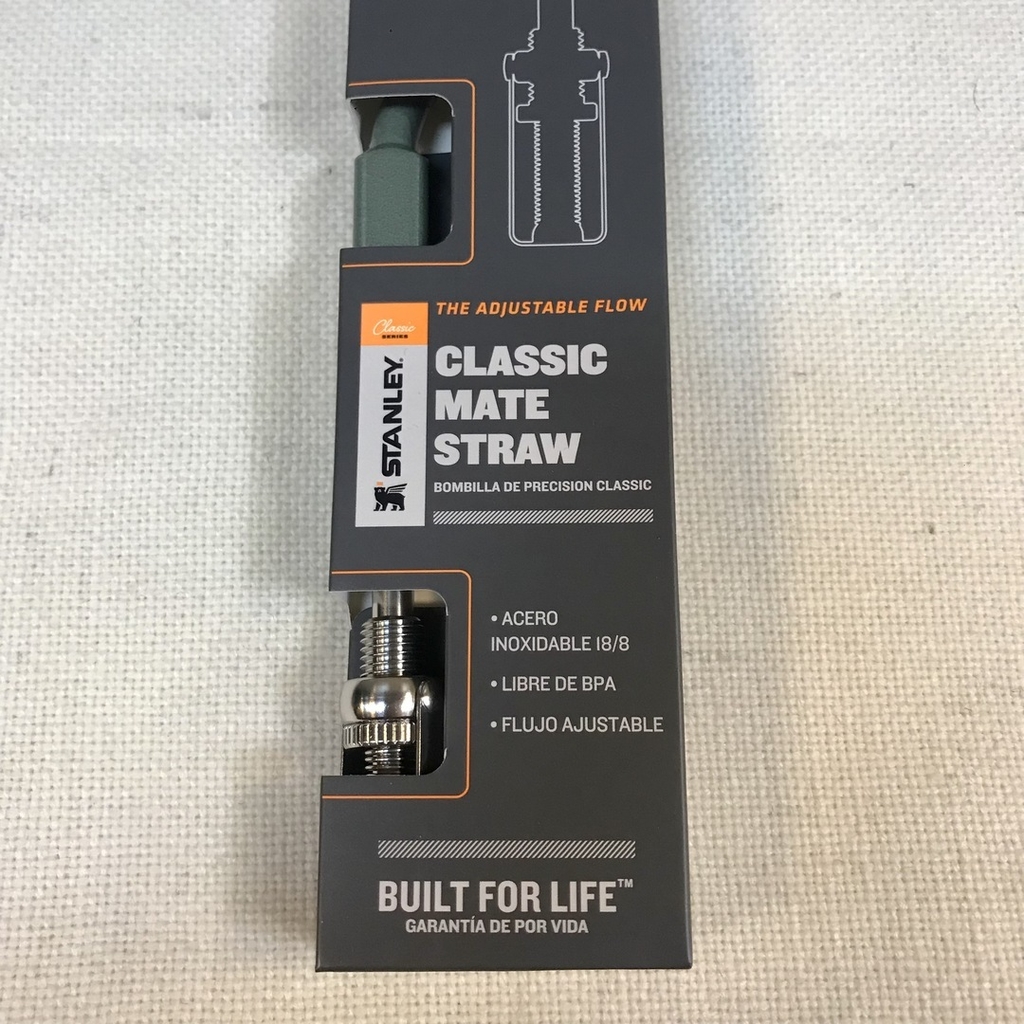 THE ADJUSTABLE FLOW
Classic
SERIES
STANLEY®
CLASSIC
MATE
STRAW
BOMBILLA DE PRECISION CLASSIC
• ACERO
INOXIDABLE 18/8
• LIBRE DE BPA
• FLUJO AJUSTABLE
BUILT FOR LIFE™
GARANTÍA DE POR VIDA